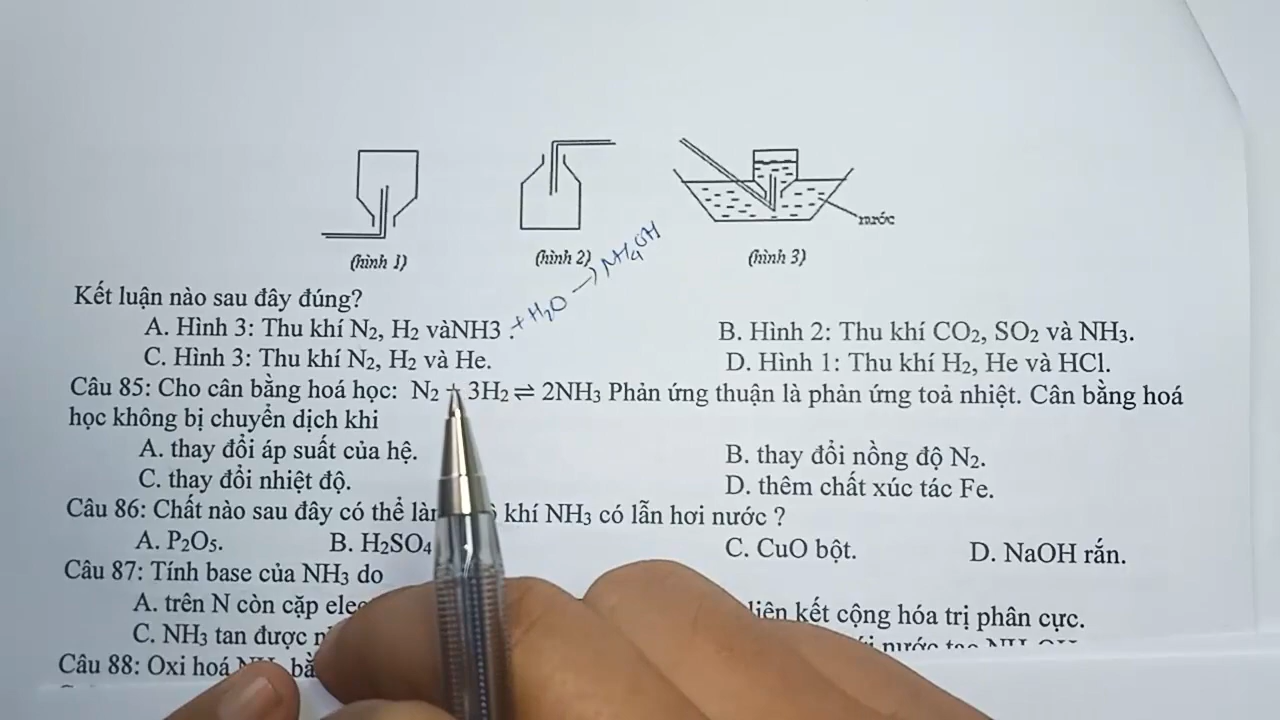 nước
(hình 1)
(hình 2)
(hình 3)
+ H₂O → NH₄OH
Kết luận nào sau đây đúng?
A. Hình 3: Thu khí N₂, H₂ vàNH3 .
B. Hình 2: Thu khí CO₂, SO₂ và NH₃.
C. Hình 3: Thu khí N₂, H₂ và He.
D. Hình 1: Thu khí H₂, He và HCl.
Câu 85: Cho cân bằng hoá học: N₂ + 3H₂ ⇌ 2NH₃ Phản ứng thuận là phản ứng toả nhiệt. Cân bằng hoá
học không bị chuyển dịch khi
A. thay đổi áp suất của hệ.
B. thay đổi nồng độ N₂.
C. thay đổi nhiệt độ.
D. thêm chất xúc tác Fe.
Câu 86: Chất nào sau đây có thể khí NH₃ có lẫn hơi nước ?
A. P₂O₅.
B. H₂SO₄
C. CuO bột.
D. NaOH rắn.
Câu 87: Tính base của NH₃ do
A. trên N còn cặp
liên kết cộng hóa trị phân cực.
C. NH₃ tan được
Câu 88: Oxi hoá